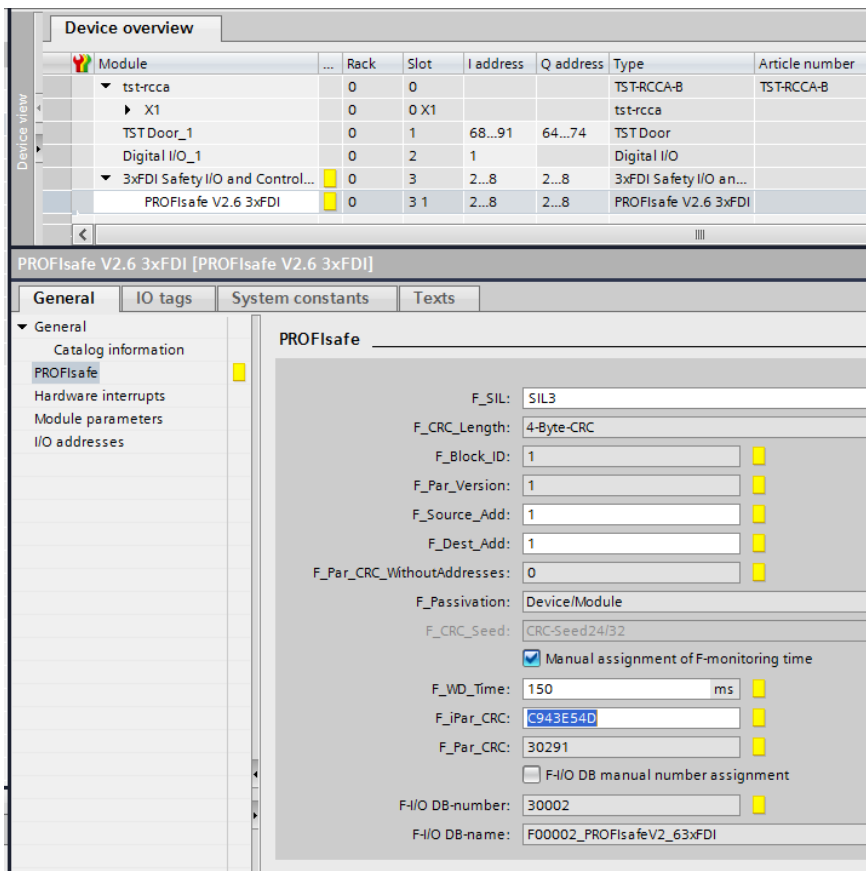 Device overview
Module ... Rack Slot I address Q address Type Article number
tst-rcca 0 0 TST-RCCA-B TST-RCCA-B
X1 0 0 X1 tst-rcca
TST Door_1 0 1 68...91 64...74 TST Door
Digital I/O_1 0 2 1 Digital I/O
3xFDI Safety I/O and Control... 0 3 2...8 2...8 3xFDI Safety I/O an...
PROFIsafe V2.6 3xFDI 0 3 1 2...8 2...8 PROFIsafe V2.6 3xFDI
Device view
PROFIsafe V2.6 3xFDI [PROFIsafe V2.6 3xFDI]
General IO tags System constants Texts
General
Catalog information
PROFIsafe
Hardware interrupts
Module parameters
I/O addresses
PROFIsafe
F_SIL: SIL3
F_CRC_Length: 4-Byte-CRC
F_Block_ID: 1
F_Par_Version: 1
F_Source_Add: 1
F_Dest_Add: 1
F_Par_CRC_WithoutAddresses: 0
F_Passivation: Device/Module
F_CRC_Seed: CRC-Seed24/32
Manual assignment of F-monitoring time
F_WD_Time: 150 ms
F_iPar_CRC: C943E54D
F_Par_CRC: 30291
F-I/O DB manual number assignment
F-I/O DB-number: 30002
F-I/O DB-name: F00002_PROFIsafeV2_63xFDI